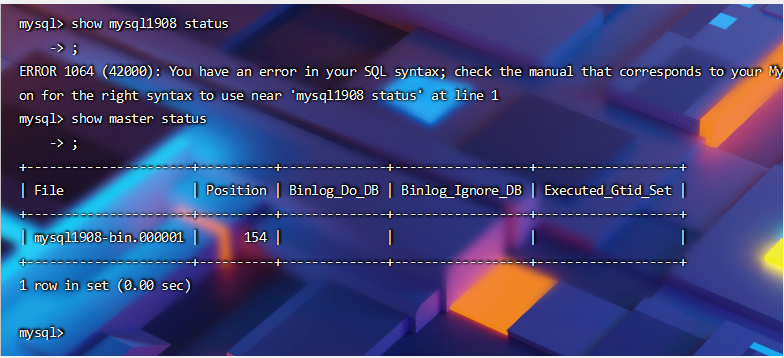 mysql> show mysql1908 status
    -> ;
ERROR 1064 (42000): You have an error in your SQL syntax; check the manual that corresponds to your My
on for the right syntax to use near 'mysql1908 status' at line 1
mysql> show master status
    -> ;
+----------------------+----------+--------------+------------------+-------------------+
| File                 | Position | Binlog_Do_DB | Binlog_Ignore_DB | Executed_Gtid_Set |
+----------------------+----------+--------------+------------------+-------------------+
| mysql1908-bin.000001 |      154 |              |                  |                   |
+----------------------+----------+--------------+------------------+-------------------+
1 row in set (0.00 sec)
mysql>